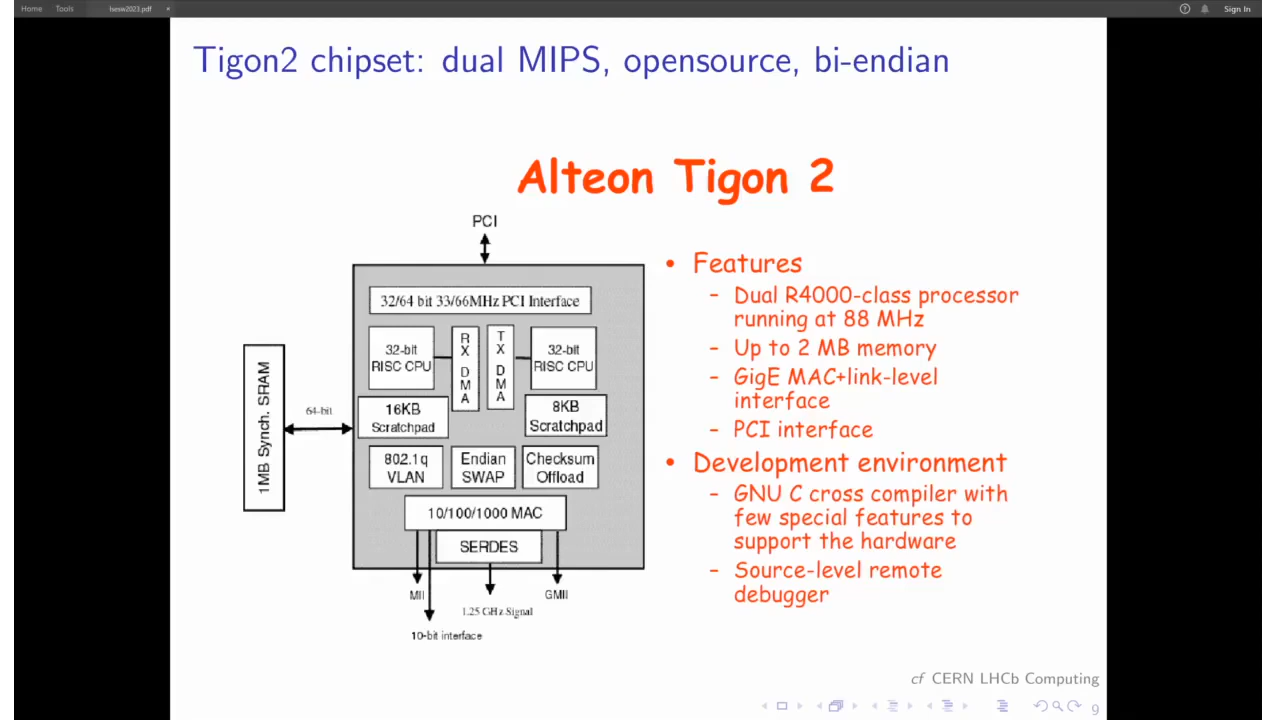 Home Tools lsesw2023.pdf × Sign In
Tigon2 chipset: dual MIPS, opensource, bi-endian
Alteon Tigon 2
PCI
32/64 bit 33/66MHz PCI Interface
32-bit
RISC CPU
RX DMA
TX DMA
32-bit
RISC CPU
1MB Synch. SRAM
64-bit
16KB
Scratchpad
8KB
Scratchpad
802.1q
VLAN
Endian
SWAP
Checksum
Offload
10/100/1000 MAC
SERDES
MII
GMII
1.25 GHz Signal
10-bit interface
• Features
– Dual R4000-class processor
running at 88 MHz
– Up to 2 MB memory
– GigE MAC+link-level
interface
– PCI interface
• Development environment
– GNU C cross compiler with
few special features to
support the hardware
– Source-level remote
debugger
cf CERN LHCb Computing
9